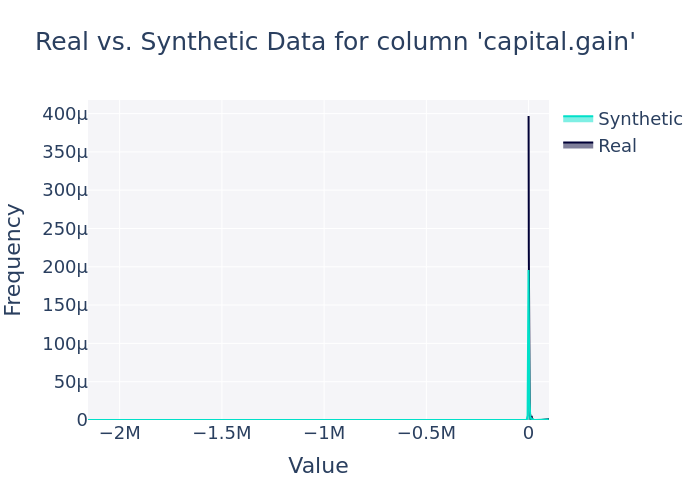 Real vs. Synthetic Data for column 'capital.gain'
Synthetic
Real
Frequency
400µ
350µ
300µ
250µ
200µ
150µ
100µ
50µ
0
−2M
−1.5M
−1M
−0.5M
0
Value